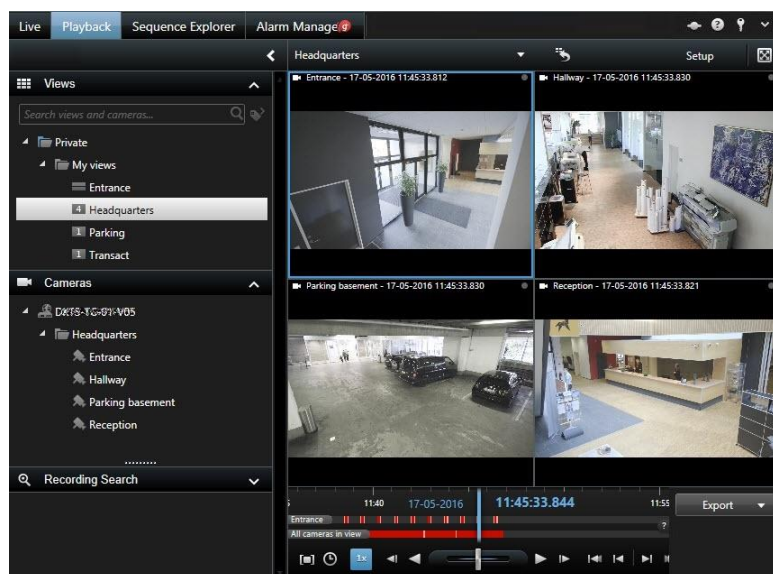 Live Playback Sequence Explorer Alarm Manager
Headquarters Setup
Views
Search views and cameras...
Private
My views
Entrance
4 Headquarters
1 Parking
1 Transact
Cameras
Headquarters
Entrance
Hallway
Parking basement
Reception
Recording Search
Entrance - 17-05-2016 11:45:33.812
Hallway - 17-05-2016 11:45:33.830
Parking basement - 17-05-2016 11:45:33.830
Reception - 17-05-2016 11:45:33.821
11:40 17-05-2016 11:45:33.844 11:55
Export
Entrance
?
All cameras in view
1x